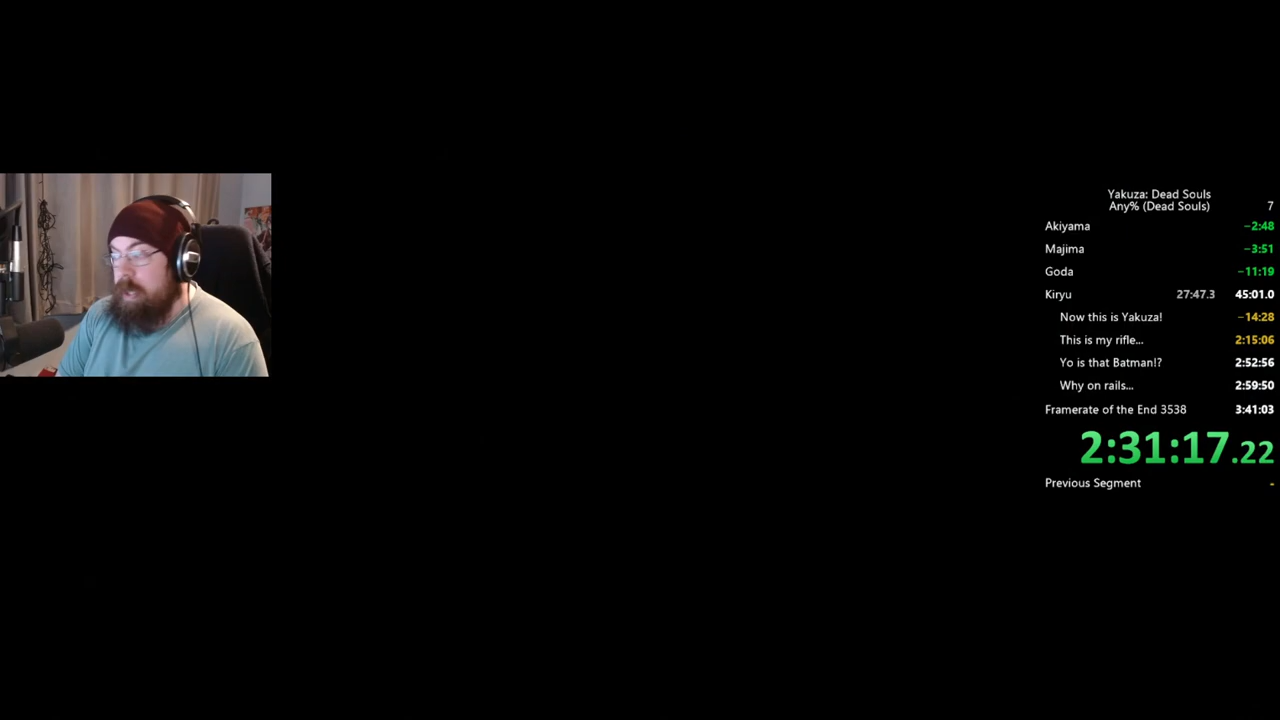 Yakuza: Dead Souls
Any% (Dead Souls) 7
Akiyama −2:48
Majima −3:51
Goda −11:19
Kiryu 27:47.3 45:01.0
Now this is Yakuza! −14:28
This is my rifle... 2:15:06
Yo is that Batman!? 2:52:56
Why on rails... 2:59:50
Framerate of the End 3538 3:41:03
2:31:17.22
Previous Segment -